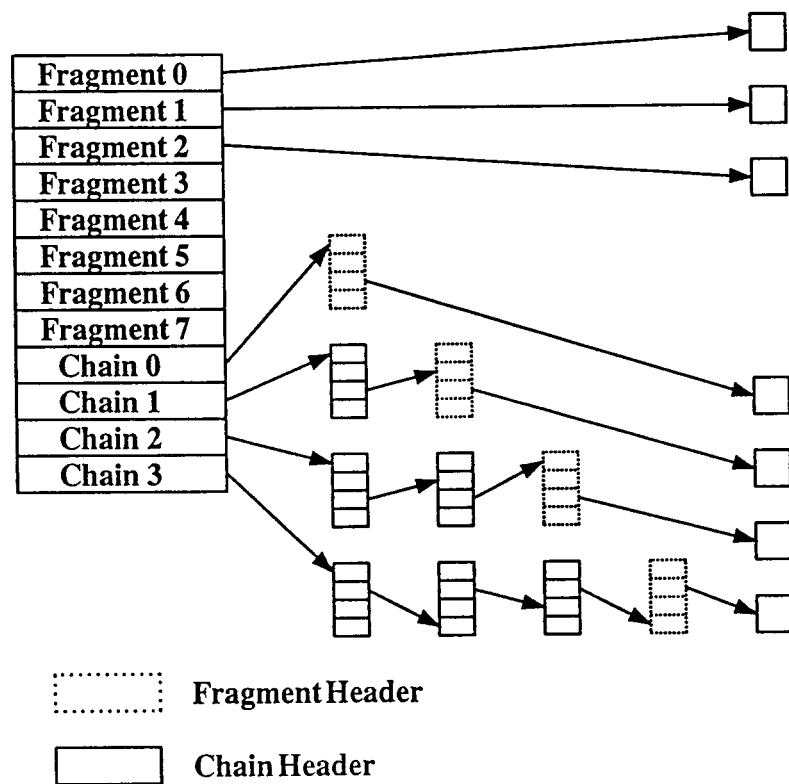 Fragment 0
Fragment 1
Fragment 2
Fragment 3
Fragment 4
Fragment 5
Fragment 6
Fragment 7
Chain 0
Chain 1
Chain 2
Chain 3
Fragment Header
Chain Header